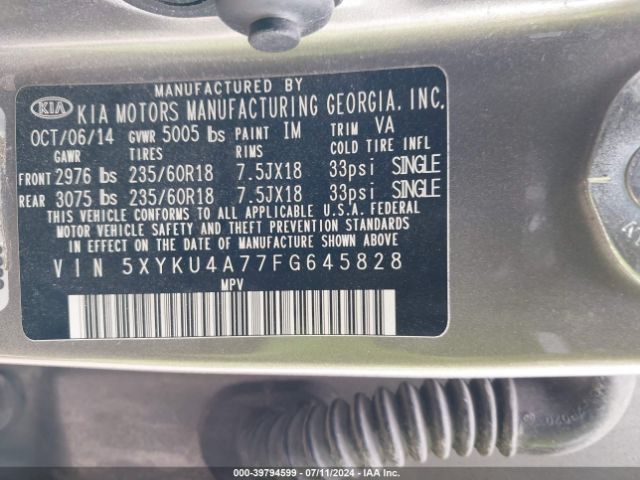 MANUFACTURED BY
KIA KIA MOTORS MANUFACTURING GEORGIA, INC.
OCT/06/14 GVWR 5005 lbs PAINT IM TRIM VA
GAWR TIRES RIMS COLD TIRE INFL
FRONT 2976 lbs 235/60R18 7.5JX18 33psi SINGLE
REAR 3075 lbs 235/60R18 7.5JX18 33psi SINGLE
THIS VEHICLE CONFORMS TO ALL APPLICABLE U.S.A. FEDERAL
MOTOR VEHICLE SAFETY AND THEFT PREVENTION STANDARDS
IN EFFECT ON THE DATE OF MANUFACTURE SHOWN ABOVE.
VIN 5XYKU4A77FG645828
MPV
000-39794599 - 07/11/2024 - IAA Inc.